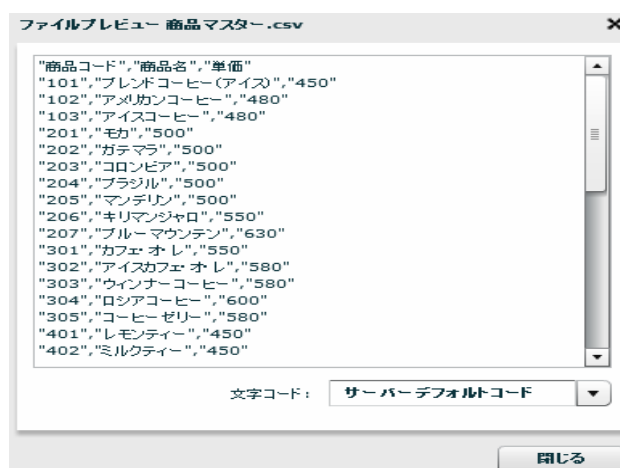 ファイルプレビュー 商品マスター.csv
"商品コード","商品名","単価"
"101","ブレンドコーヒー(アイス)","450"
"102","アメリカンコーヒー","480"
"103","アイスコーヒー","480"
"201","モカ","500"
"202","ガテマラ","500"
"203","コロンビア","500"
"204","ブラジル","500"
"205","マンデリン","500"
"206","キリマンジャロ","550"
"207","ブルーマウンテン","630"
"301","カフェ・オ・レ","550"
"302","アイスカフェ・オ・レ","580"
"303","ウィンナーコーヒー","580"
"304","ロシアコーヒー","600"
"305","コーヒーゼリー","580"
"401","レモンティー","450"
"402","ミルクティー","450"
文字コード: サーバーデフォルトコード
閉じる